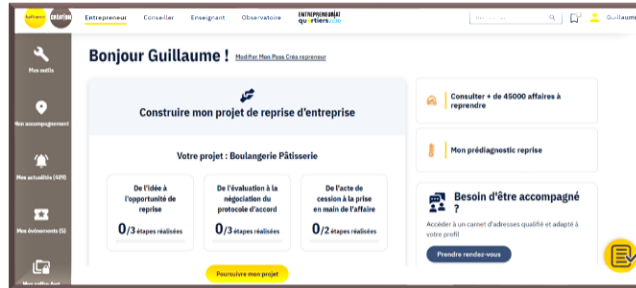 CRÉATION
Entrepreneur Conseiller Enseignant Observatoire ENTREPRENEURIAT
Guillaume
Bonjour Guillaume ! Modifier Mon Pass Créa repreneur
Mes outils
Mon accompagnement
Mes actualités (489)
Mes événements (5)
Construire mon projet de reprise d'entreprise
Votre projet : Boulangerie Pâtisserie
De l'idée à l'opportunité de reprise
0/3 étapes réalisées
De l'évaluation à la négociation du protocole d'accord
0/3 étapes réalisées
De l'acte de cession à la prise en main de l'affaire
0/2 étapes réalisées
Poursuivre mon projet
Consulter + de 45000 affaires à
reprendre
Mon prédiagnostic reprise
Besoin d'être accompagné
?
Accéder à un carnet d'adresses qualifié et adapté à
votre profil
Prendre rendez-vous